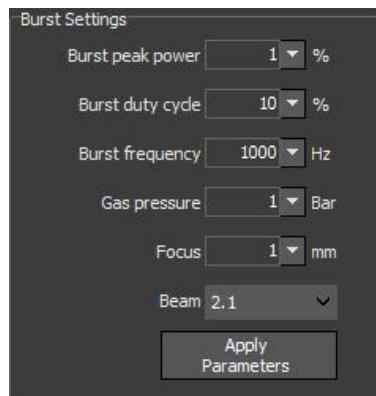 Burst Settings
Burst peak power 1 %
Burst duty cycle 10 %
Burst frequency 1000 Hz
Gas pressure 1 Bar
Focus 1 mm
Beam 2.1
Apply
Parameters